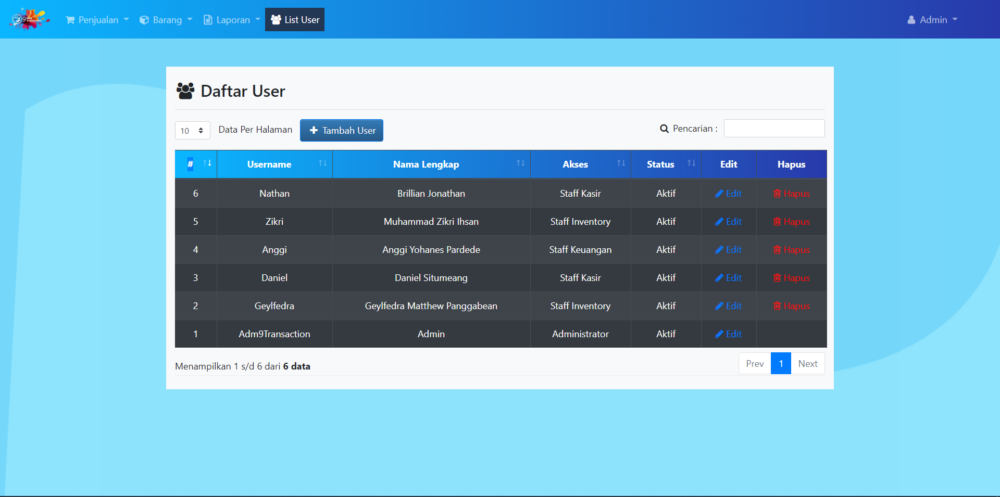 Penjualan Barang Laporan List User Admin
Daftar User
10 Data Per Halaman Tambah User Pencarian :
# Username Nama Lengkap Akses Status Edit Hapus
6 Nathan Brillian Jonathan Staff Kasir Aktif Edit Hapus
5 Zikri Muhammad Zikri Ihsan Staff Inventory Aktif Edit Hapus
4 Anggi Anggi Yohanes Pardede Staff Keuangan Aktif Edit Hapus
3 Daniel Daniel Situmeang Staff Kasir Aktif Edit Hapus
2 Geylfedra Geylfedra Matthew Panggabean Staff Inventory Aktif Edit Hapus
1 Adm9Transaction Admin Administrator Aktif Edit
Menampilkan 1 s/d 6 dari 6 data Prev 1 Next